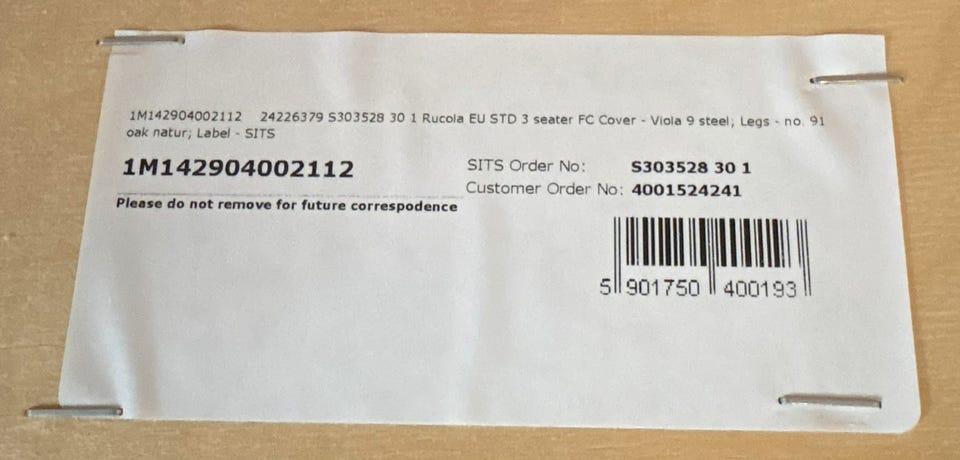 1M142904002112 24226379 S303528 30 1 Rucola EU STD 3 seater FC Cover - Viola 9 steel; Legs - no. 91
oak natur; Label - SITS
1M142904002112
SITS Order No: S303528 30 1
Customer Order No: 4001524241
Please do not remove for future correspodence
5 901750 400193